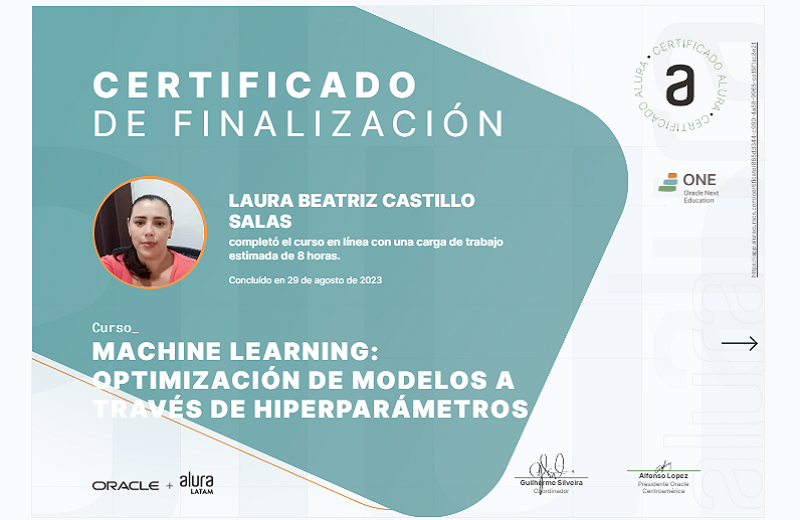 CERTIFICADO
DE FINALIZACIÓN
CERTIFICADO ALURA • CERTIFICADO ALURA •
a
ONE
Oracle Next
Education
LAURA BEATRIZ CASTILLO
SALAS
completó el curso en línea con una carga de trabajo
estimada de 8 horas.
Concluído en 29 de agosto de 2023
Curso_
MACHINE LEARNING:
OPTIMIZACIÓN DE MODELOS A
TRAVÉS DE HIPERPARÁMETROS
ORACLE + alura
LATAM
Guilherme Silveira
Coordinador
Alfonso Lopez
Presidente Oracle
Centroamérica
alura